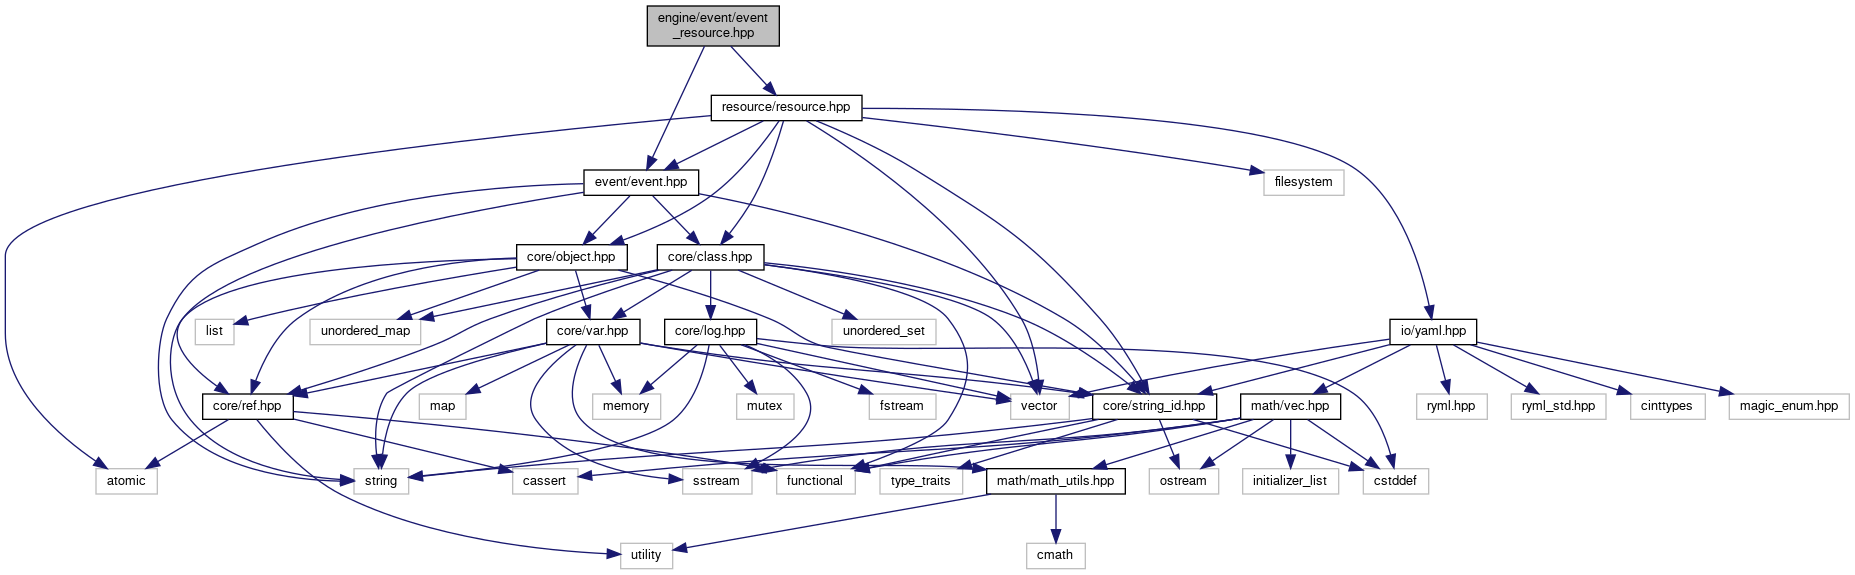 engine/event/event
_resource.hpp
resource/resource.hpp
event/event.hpp
filesystem
core/object.hpp
core/class.hpp
list
unordered_map
core/var.hpp
core/log.hpp
unordered_set
io/yaml.hpp
core/ref.hpp
map
memory
mutex
fstream
vector
core/string_id.hpp
math/vec.hpp
ryml.hpp
ryml_std.hpp
cinttypes
magic_enum.hpp
atomic
string
cassert
sstream
functional
type_traits
math/math_utils.hpp
ostream
initializer_list
cstddef
utility
cmath